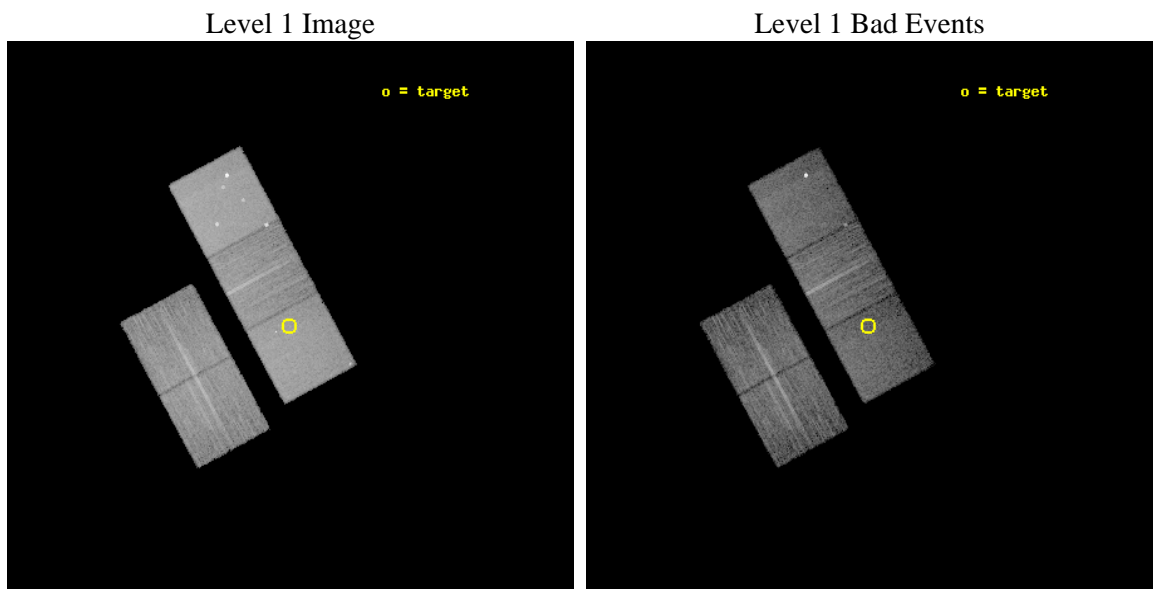 Level 1 Image
Level 1 Bad Events
o = target
o = target